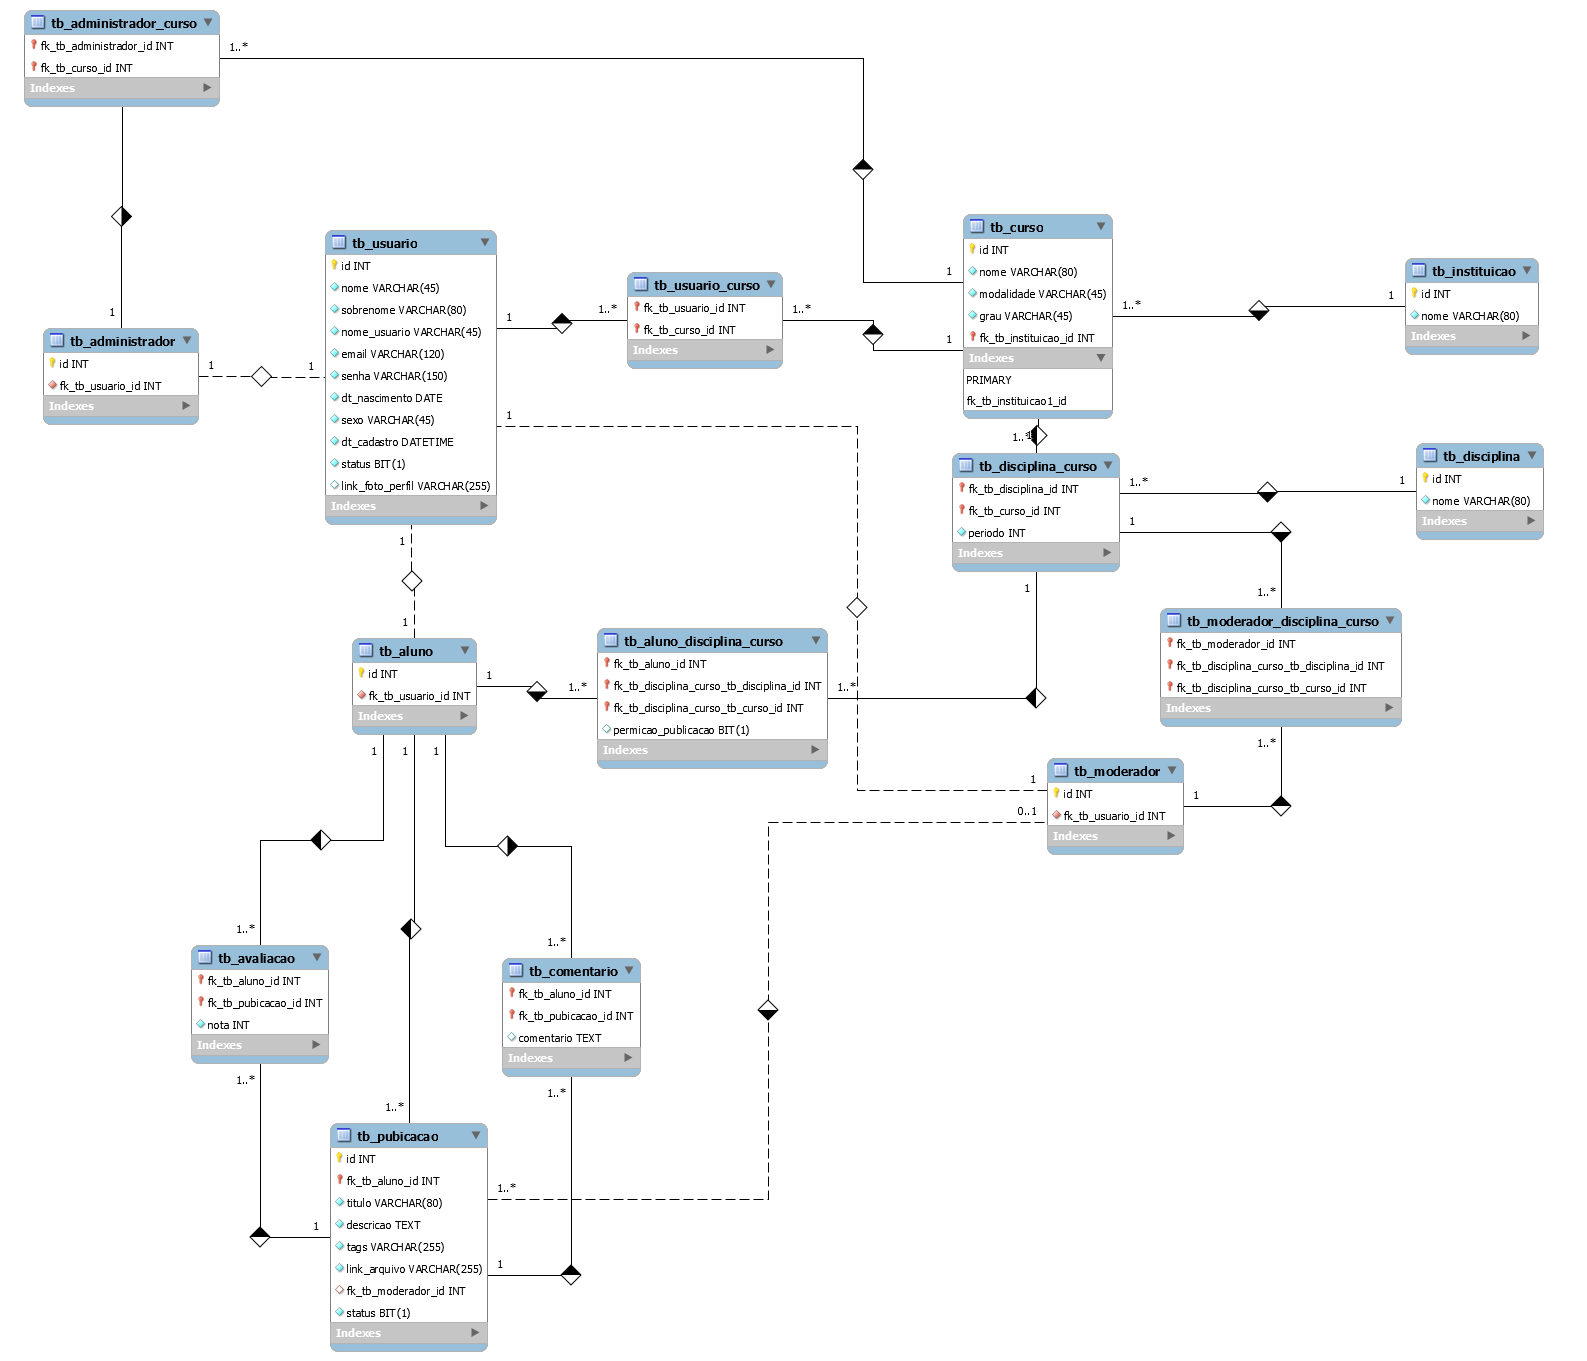 tb_administrador_curso
fk_tb_administrador_id INT
fk_tb_curso_id INT
Indexes
1..*
1
tb_administrador
id INT
fk_tb_usuario_id INT
Indexes
1
1
tb_usuario
id INT
nome VARCHAR(45)
sobrenome VARCHAR(80)
nome_usuario VARCHAR(45)
email VARCHAR(120)
senha VARCHAR(150)
dt_nascimento DATE
sexo VARCHAR(45)
dt_cadastro DATETIME
status BIT(1)
link_foto_perfil VARCHAR(255)
Indexes
1
1..*
tb_usuario_curso
fk_tb_usuario_id INT
fk_tb_curso_id INT
Indexes
1..*
1
1
tb_curso
id INT
nome VARCHAR(80)
modalidade VARCHAR(45)
grau VARCHAR(45)
fk_tb_instituicao_id INT
Indexes
PRIMARY
fk_tb_instituicao1_id
1..*
1
tb_instituicao
id INT
nome VARCHAR(80)
Indexes
1..*
1
tb_disciplina_curso
fk_tb_disciplina_id INT
fk_tb_curso_id INT
periodo INT
Indexes
1..*
1
tb_disciplina
id INT
nome VARCHAR(80)
Indexes
1
1..*
tb_moderador_disciplina_curso
fk_tb_moderador_id INT
fk_tb_disciplina_curso_tb_disciplina_id INT
fk_tb_disciplina_curso_tb_curso_id INT
Indexes
1..*
1
1
1
1
tb_aluno
id INT
fk_tb_usuario_id INT
Indexes
1
1..*
tb_aluno_disciplina_curso
fk_tb_aluno_id INT
fk_tb_disciplina_curso_tb_disciplina_id INT
fk_tb_disciplina_curso_tb_curso_id INT
permicao_publicacao BIT(1)
Indexes
1..*
1
1
0..1
tb_moderador
id INT
fk_tb_usuario_id INT
Indexes
1
1
1
1..*
tb_avaliacao
fk_tb_aluno_id INT
fk_tb_pubicacao_id INT
nota INT
Indexes
1..*
1..*
tb_comentario
fk_tb_aluno_id INT
fk_tb_pubicacao_id INT
comentario TEXT
Indexes
1..*
1..*
tb_pubicacao
id INT
fk_tb_aluno_id INT
titulo VARCHAR(80)
descricao TEXT
tags VARCHAR(255)
link_arquivo VARCHAR(255)
fk_tb_moderador_id INT
status BIT(1)
Indexes
1
1..*
1